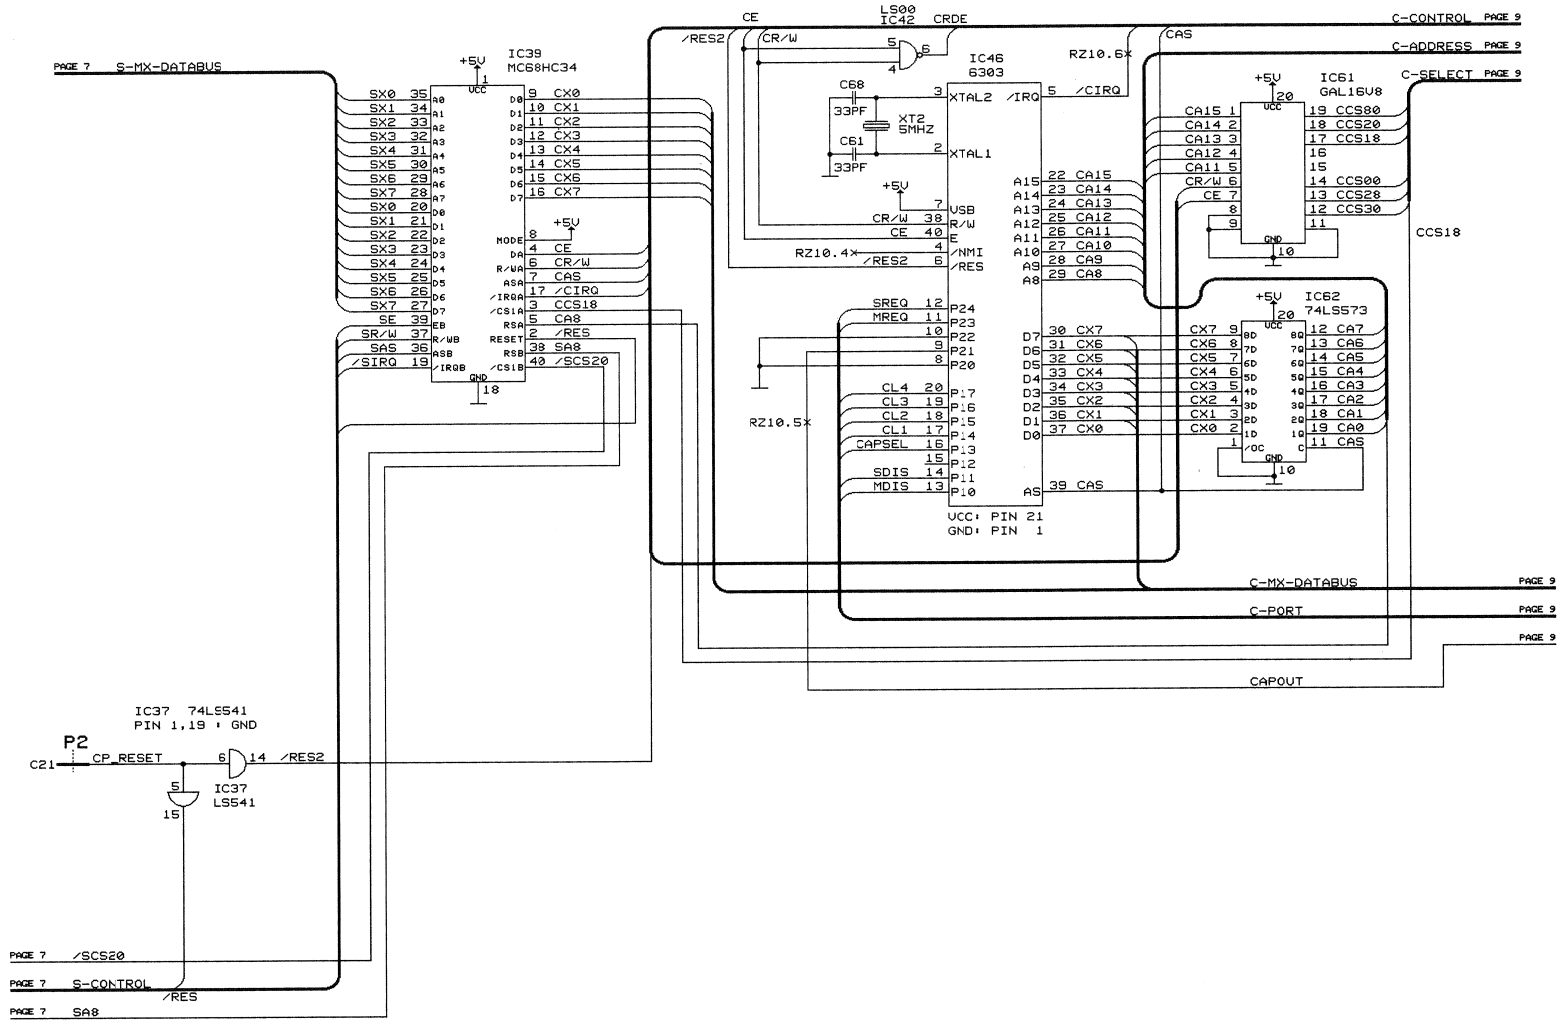 LS00
IC42
CE
CRDE
C-CONTROL PAGE 9
/RES2
CR/W
5
4
6
CAS
RZ10.6
C-ADDRESS PAGE 9
C-SELECT PAGE 9
PAGE 7 S-MX-DATABUS
IC39
MC68HC34
+5V
1
VCC
SX0 35 A0
SX1 34 A1
SX2 33 A2
SX3 32 A3
SX4 31 A4
SX5 30 A5
SX6 29 A6
SX7 28 A7
SX0 20 D0
SX1 21 D1
SX2 22 D2
SX3 23 D3
SX4 24 D4
SX5 25 D5
SX6 26 D6
SX7 27 D7
SE 39 EB
SR/W 37 R/WB
SAS 36 ASB
/SIRQ 19 /IRQB
D0 9 CX0
D1 10 CX1
D2 11 CX2
D3 12 CX3
D4 13 CX4
D5 14 CX5
D6 15 CX6
D7 16 CX7
+5V
MODE 8
DA 4 CE
R/WA 6 CR/W
ASA 7 CAS
/IRQA 17 /CIRQ
/CS1A 3 CCS18
RSA 5 CA8
RESET 2 /RES
RSB 38 SA8
/CS1B 40 /SCS20
GND
18
IC46
6303
C68
33PF
XT2
5MHZ
C61
33PF
3 XTAL2
2 XTAL1
/IRQ 5 /CIRQ
+5V
7 VSB
CR/W 38 R/W
CE 40 E
RZ10.4 4 /NMI
/RES2 6 /RES
SREQ 12 P24
MREQ 11 P23
10 P22
9 P21
8 P20
CL4 20 P17
CL3 19 P16
CL2 18 P15
CL1 17 P14
CAPSEL 16 P13
15 P12
SDIS 14 P11
MDIS 13 P10
RZ10.5
A15 22 CA15
A14 23 CA14
A13 24 CA13
A12 25 CA12
A11 26 CA11
A10 27 CA10
A9 28 CA9
A8 29 CA8
D7 30 CX7
D6 31 CX6
D5 32 CX5
D4 33 CX4
D3 34 CX3
D2 35 CX2
D1 36 CX1
D0 37 CX0
AS 39 CAS
VCC: PIN 21
GND: PIN 1
+5V
IC61
GAL16V8
20
VCC
CA15 1
CA14 2
CA13 3
CA12 4
CA11 5
CR/W 6
CE 7
8
9
19 CCS80
18 CCS20
17 CCS18
16
15
14 CCS00
13 CCS28
12 CCS30
11
GND
10
CCS18
+5V
IC62
74LS573
20
VCC
CX7 9 8D
CX6 8 7D
CX5 7 6D
CX4 6 5D
CX3 5 4D
CX2 4 3D
CX1 3 2D
CX0 2 1D
1 /OC
8Q 12 CA7
7Q 13 CA6
6Q 14 CA5
5Q 15 CA4
4Q 16 CA3
3Q 17 CA2
2Q 18 CA1
1Q 19 CA0
C 11 CAS
GND
10
C-MX-DATABUS PAGE 9
C-PORT PAGE 9
PAGE 9
CAPOUT
IC37 74LS541
PIN 1,19 : GND
P2
C21 CP_RESET 6 14 /RES2
5
15
IC37
LS541
PAGE 7 /SCS20
PAGE 7 S-CONTROL
/RES
PAGE 7 SA8